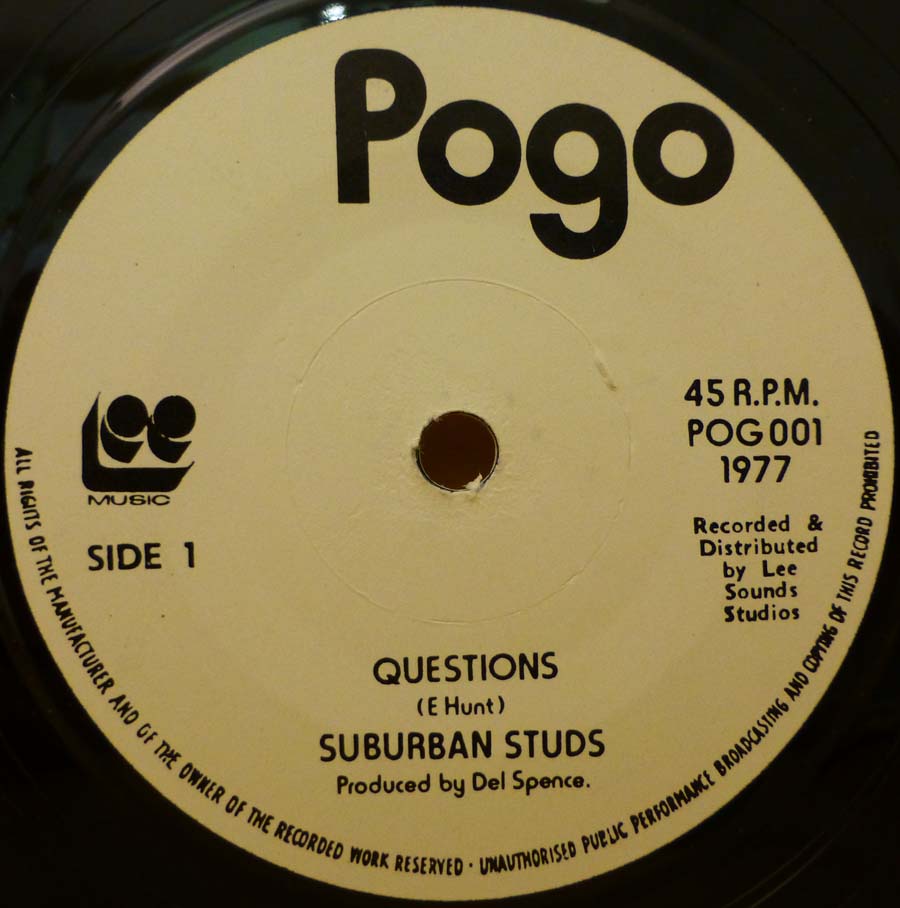 Pogo
Lee
MUSIC
SIDE 1
45 R.P.M.
POG 001
1977
Recorded &
Distributed
by Lee
Sounds
Studios
QUESTIONS
(E Hunt)
SUBURBAN STUDS
Produced by Del Spence.
ALL RIGHTS OF THE MANUFACTURER AND OF THE OWNER OF THE RECORDED WORK RESERVED · UNAUTHORISED PUBLIC PERFORMANCE BROADCASTING AND COPYING OF THIS RECORD PROHIBITED